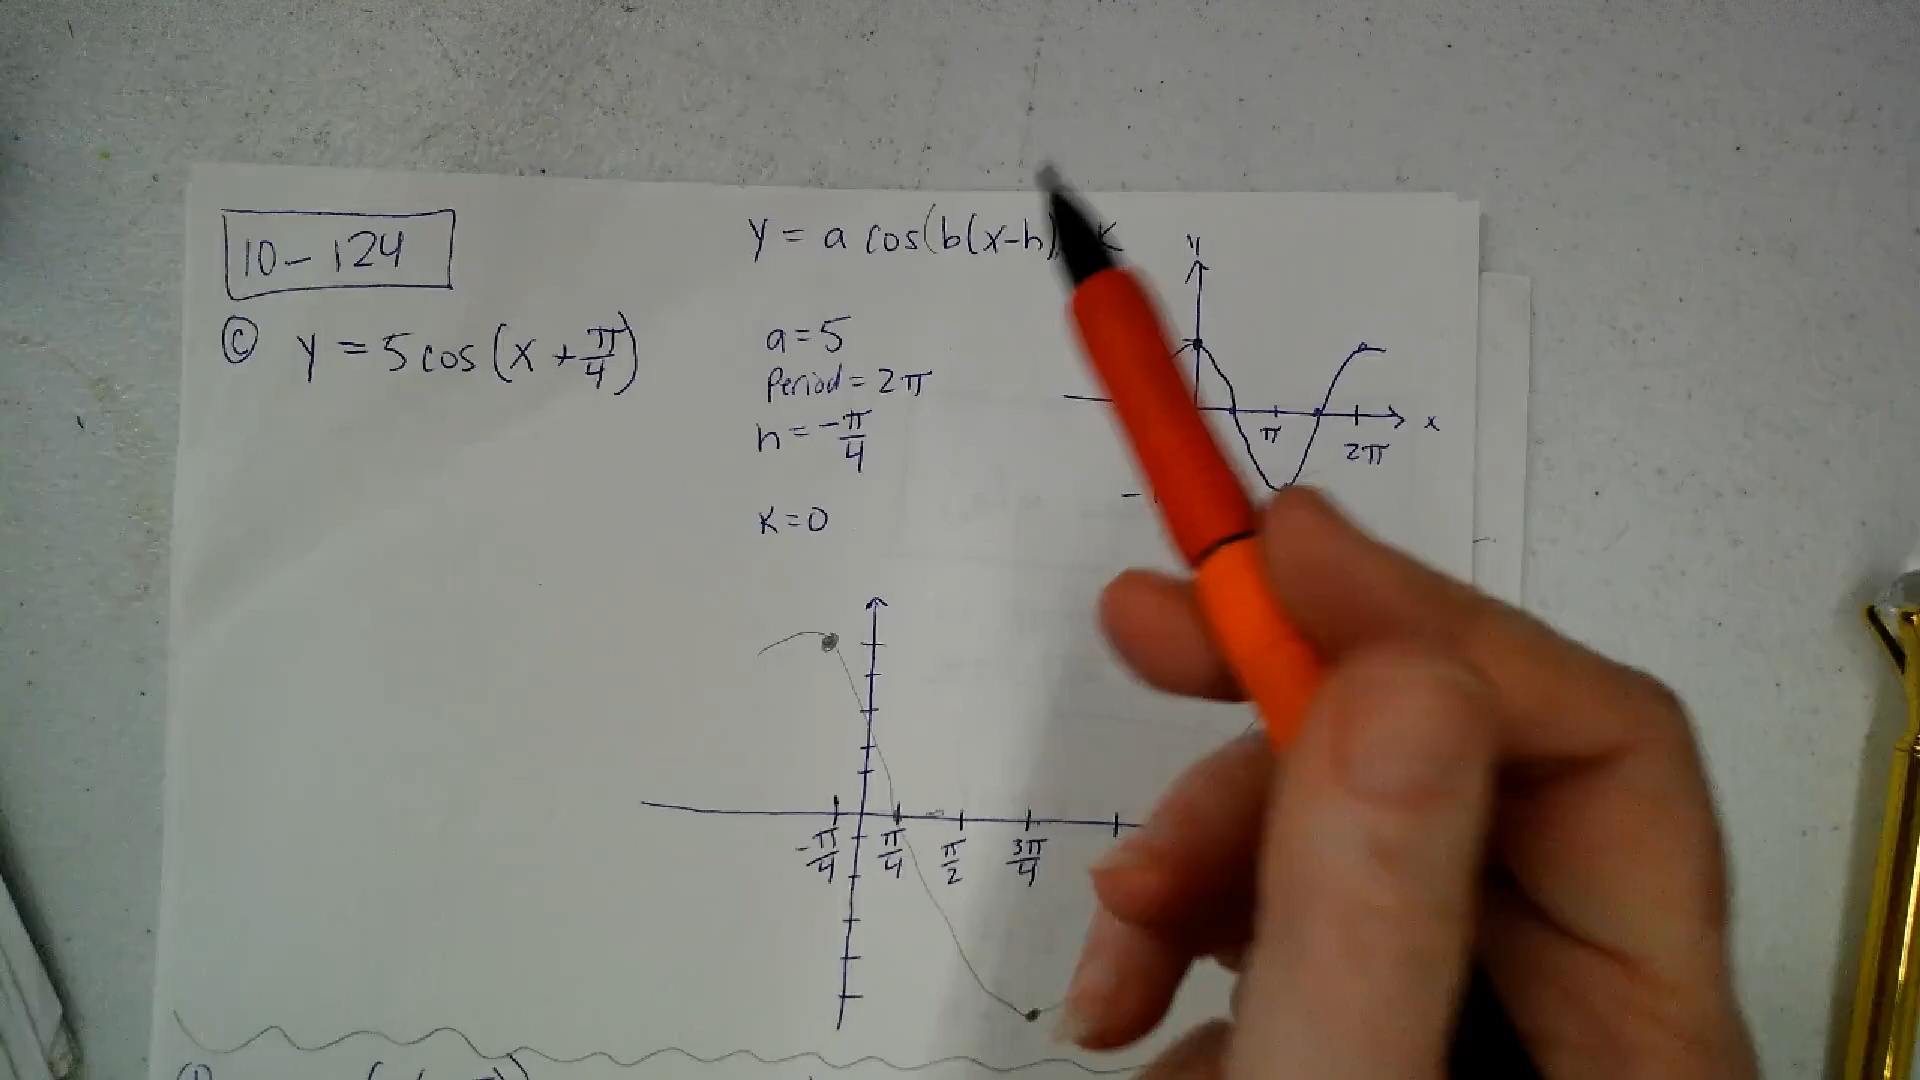 10-124
y = a cos(b(x-h) K
© y = 5 cos(x + π/4)
a = 5
Period = 2π
h = -π/4
K = 0
y
x
π
2π
-π/4 π/4 π/2 3π/4